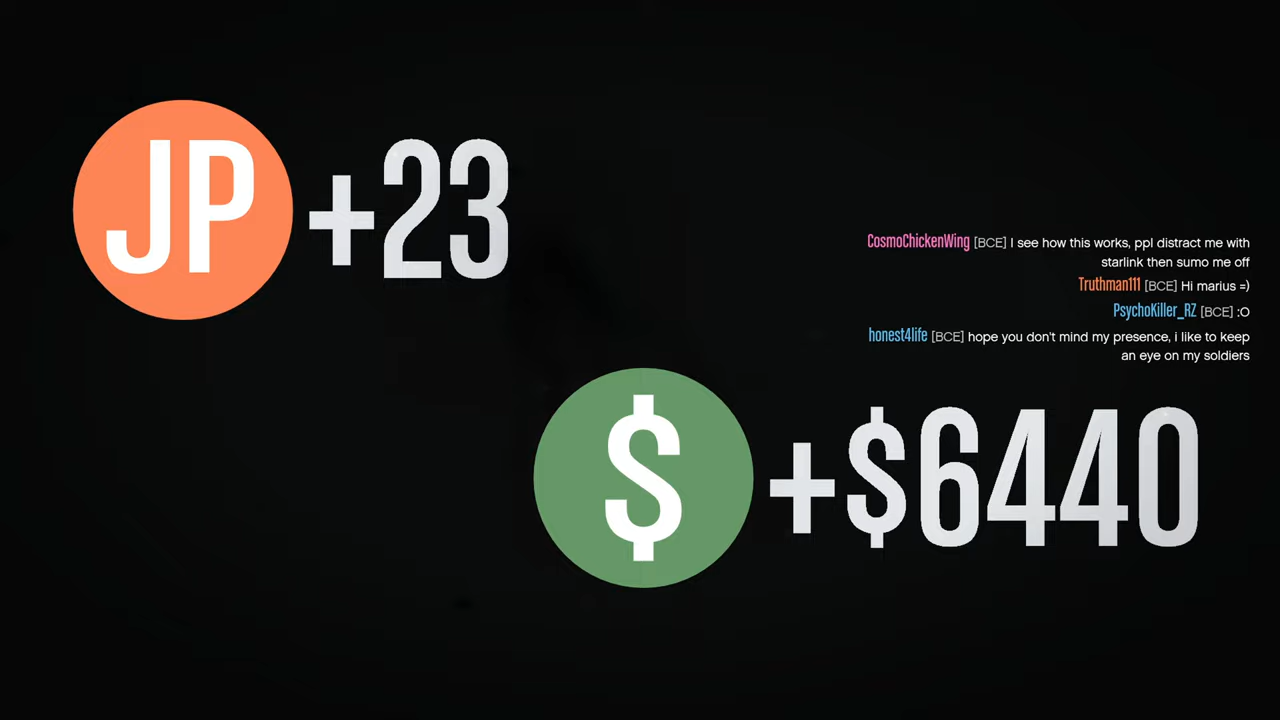 JP +23
CosmoChickenWing [BCE] I see how this works, ppl distract me with
starlink then sumo me off
Truthman111 [BCE] Hi marius =)
PsychoKiller_RZ [BCE] :O
honest4life [BCE] hope you don't mind my presence, i like to keep
an eye on my soldiers
$ +$6440